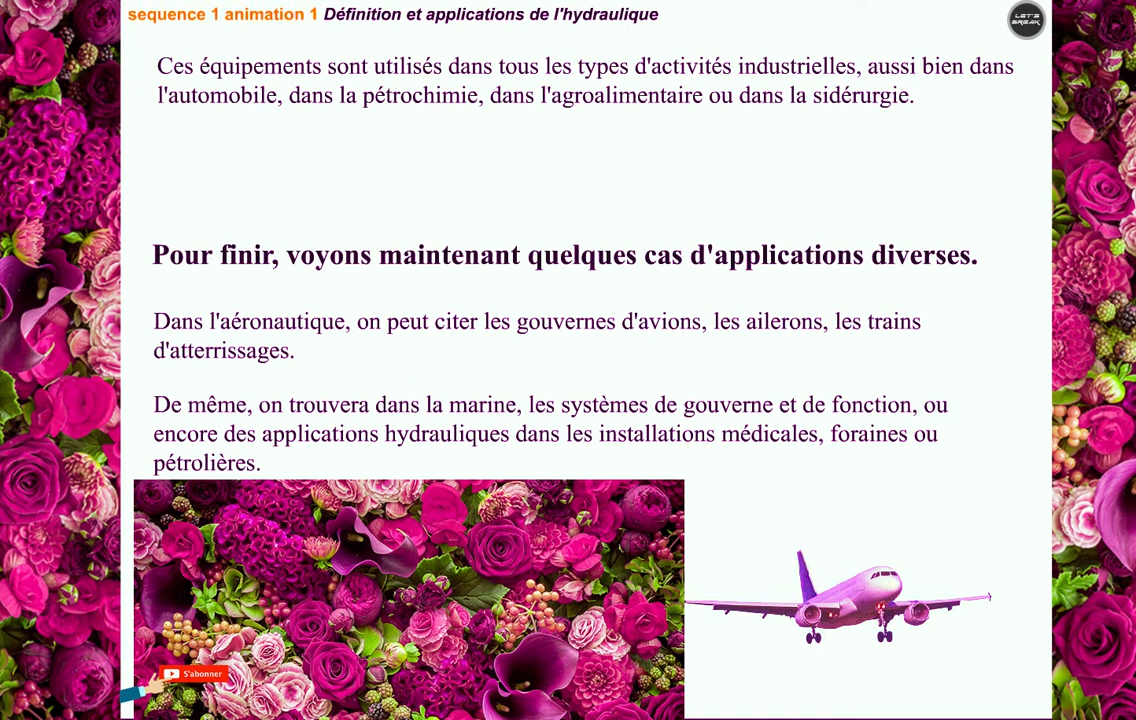 sequence 1 animation 1 Définition et applications de l'hydraulique
LET'S
BREAK
Ces équipements sont utilisés dans tous les types d'activités industrielles, aussi bien dans
l'automobile, dans la pétrochimie, dans l'agroalimentaire ou dans la sidérurgie.
Pour finir, voyons maintenant quelques cas d'applications diverses.
Dans l'aéronautique, on peut citer les gouvernes d'avions, les ailerons, les trains
d'atterrissages.
De même, on trouvera dans la marine, les systèmes de gouverne et de fonction, ou
encore des applications hydrauliques dans les installations médicales, foraines ou
pétrolières.
S'abonner